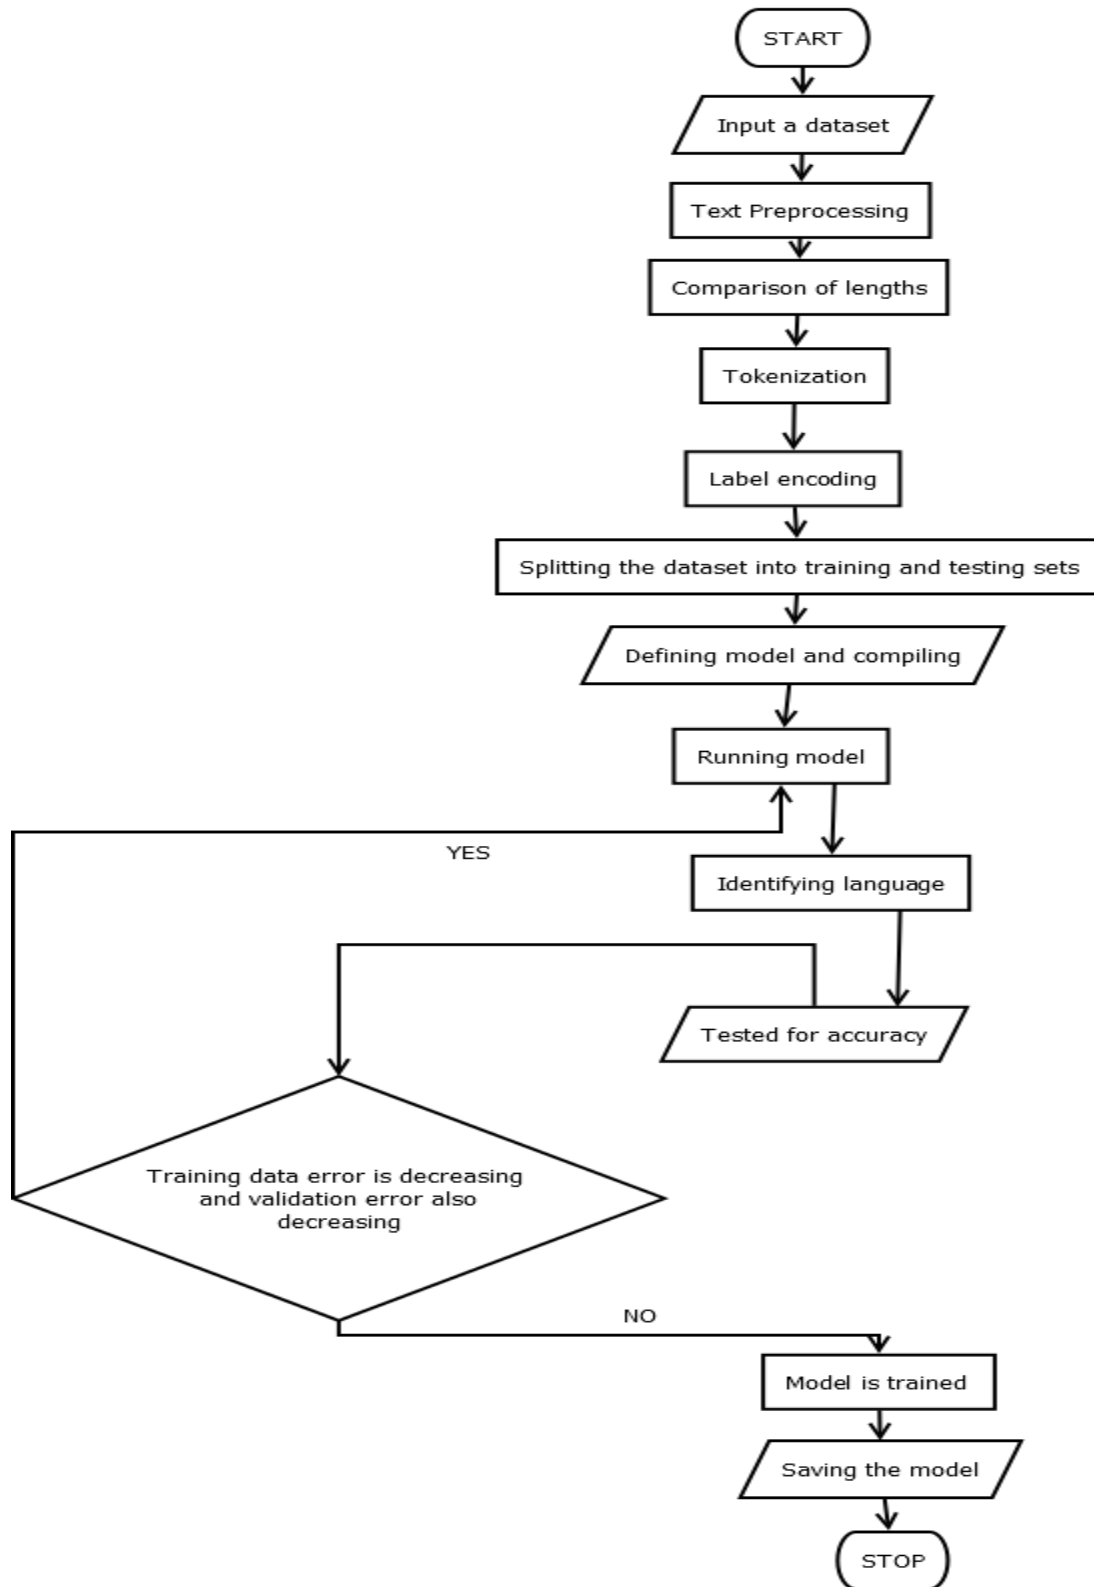 START
Input a dataset
Text Preprocessing
Comparison of lengths
Tokenization
Label encoding
Splitting the dataset into training and testing sets
Defining model and compiling
Running model
YES
Identifying language
Tested for accuracy
Training data error is decreasing
and validation error also
decreasing
NO
Model is trained
Saving the model
STOP